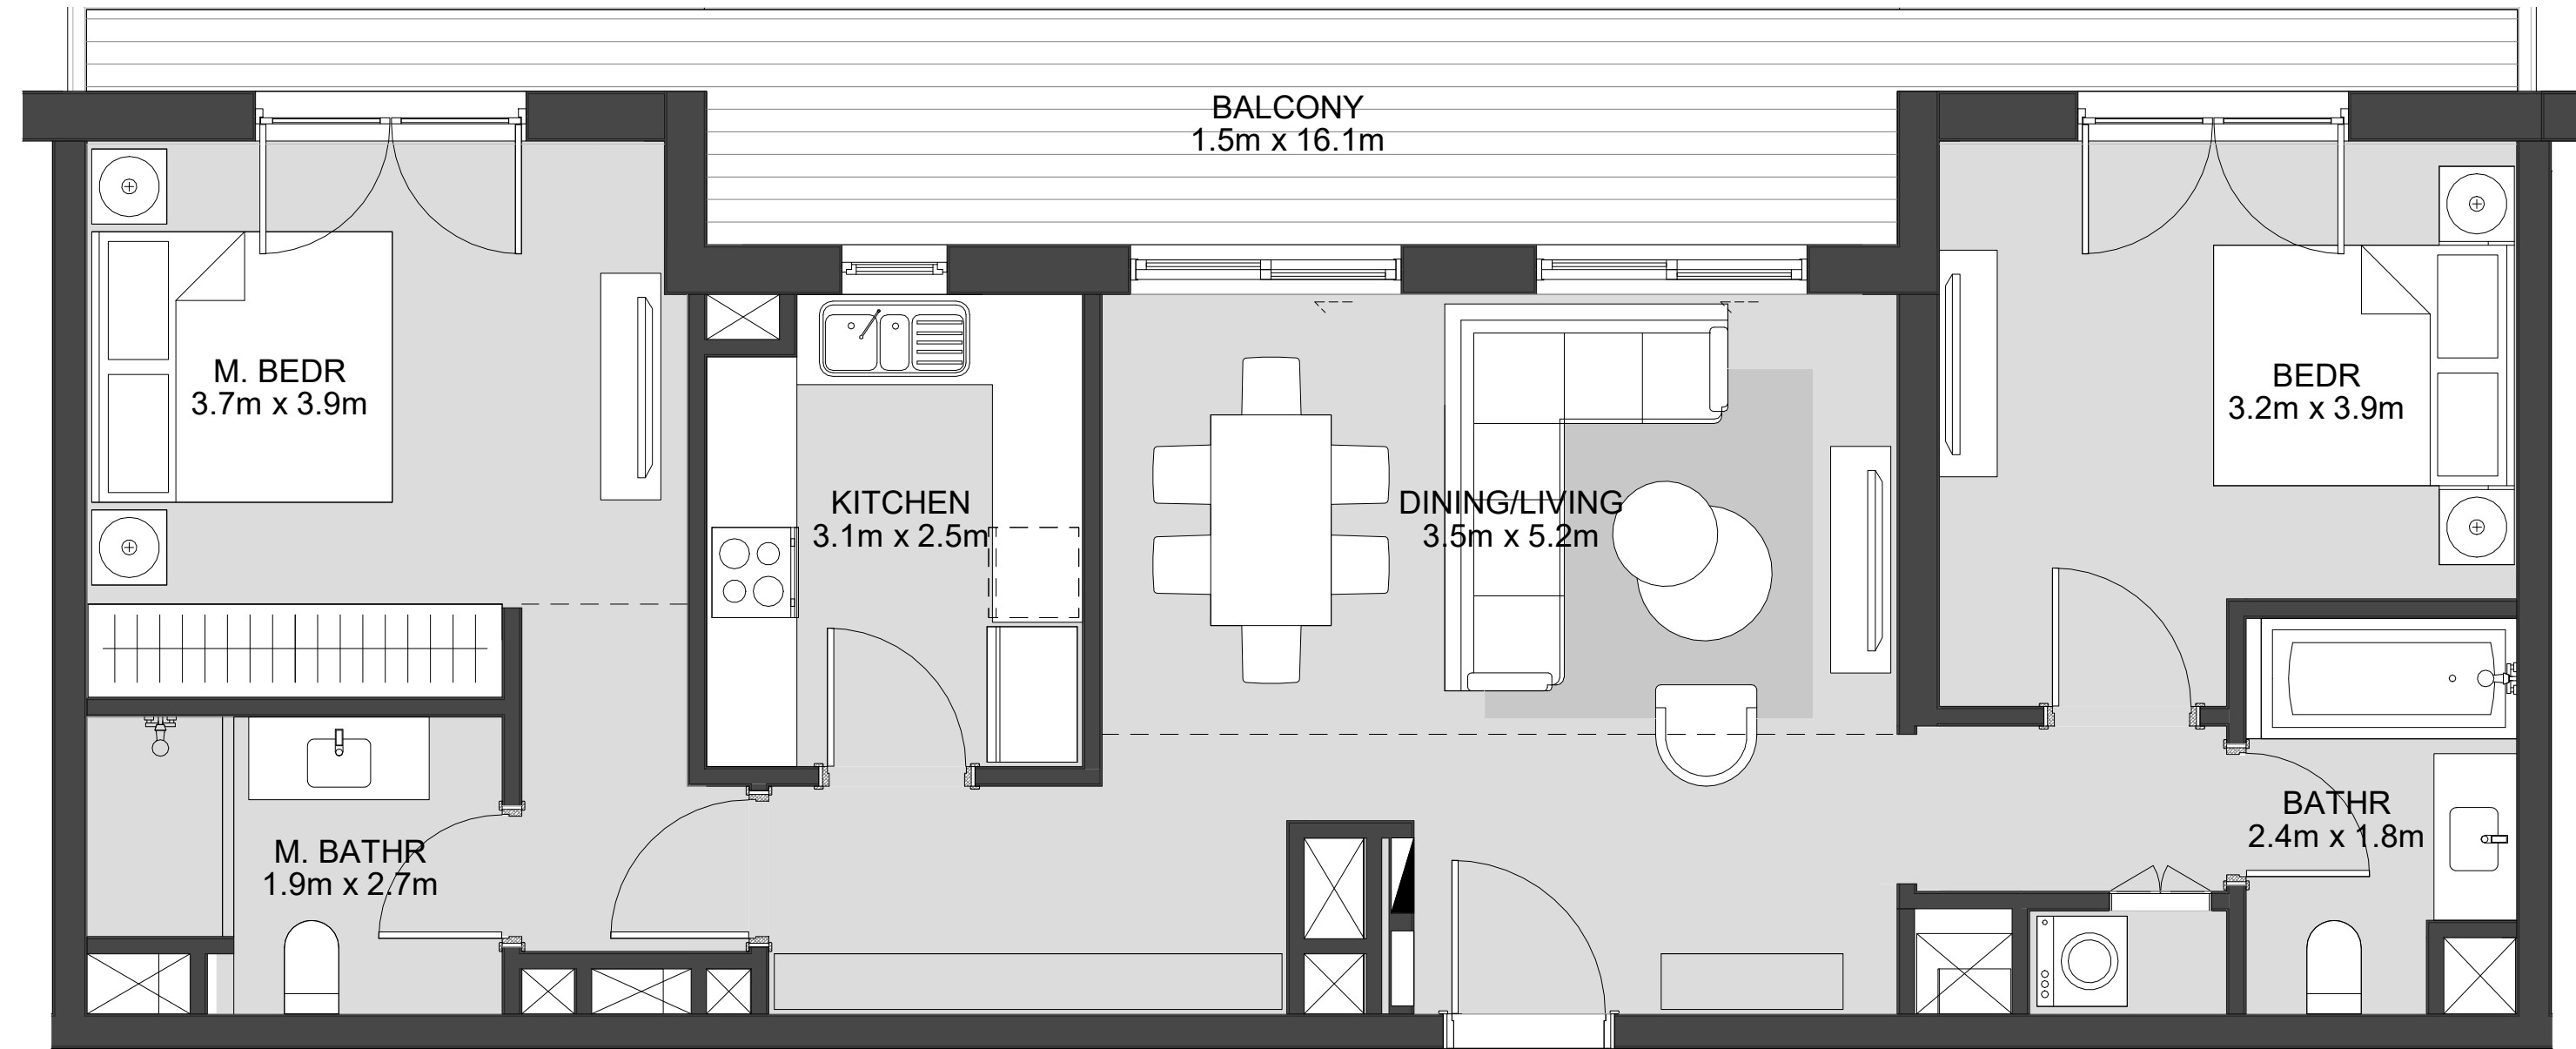 BALCONY
1.5m x 16.1m
M. BEDR
3.7m x 3.9m
BEDR
3.2m x 3.9m
KITCHEN
3.1m x 2.5m
DINING/LIVING
3.5m x 5.2m
M. BATHR
1.9m x 2.7m
BATHR
2.4m x 1.8m